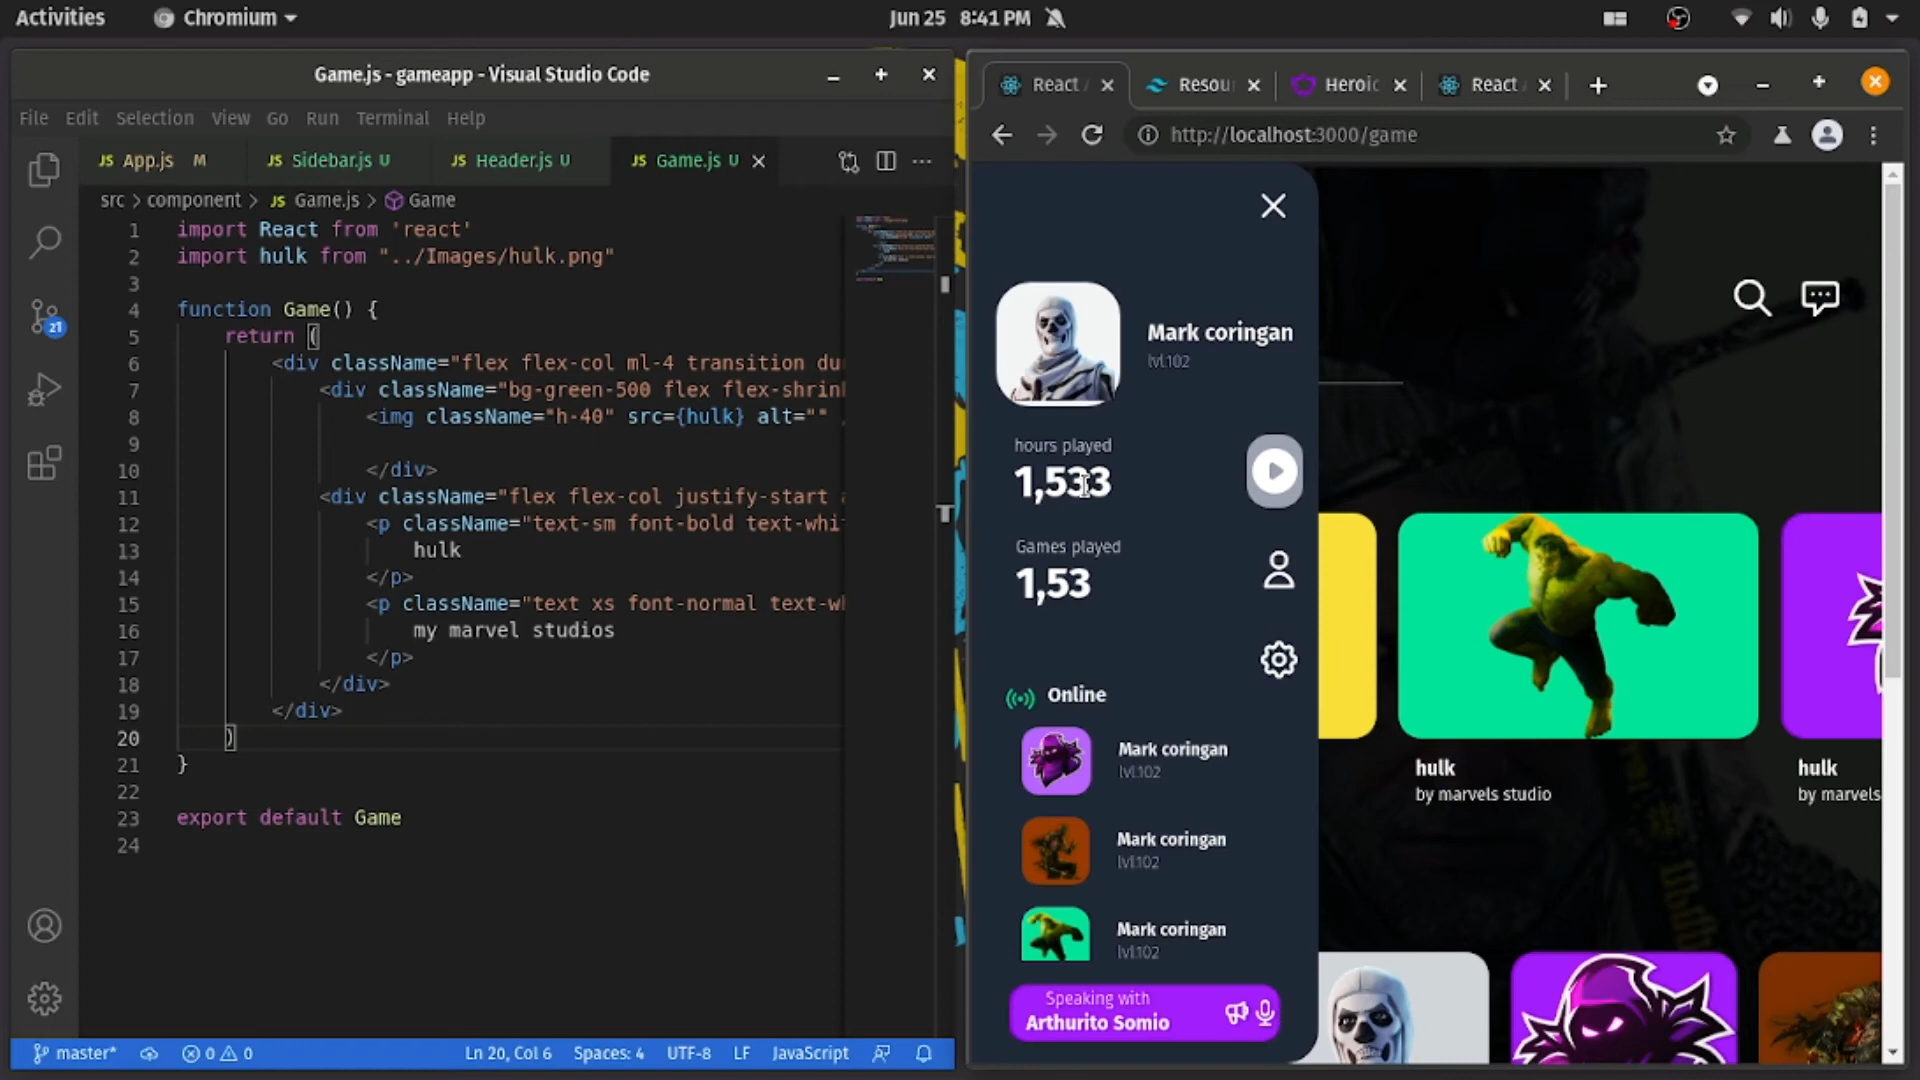 Activities Chromium Jun 25 8:41 PM
Game.js - gameapp - Visual Studio Code
File Edit Selection View Go Run Terminal Help
JS App.js M JS Sidebar.js U JS Header.js U JS Game.js U
src > component > JS Game.js > Game
1 import React from 'react'
2 import hulk from "../Images/hulk.png"
3
4 function Game() {
5 return (
6 <div className="flex flex-col ml-4 transition du
7 <div className="bg-green-500 flex flex-shrin
8 <img className="h-40" src={hulk} alt=""
9
10 </div>
11 <div className="flex flex-col justify-start
12 <p className="text-sm font-bold text-whi
13 hulk
14 </p>
15 <p className="text xs font-normal text-wh
16 my marvel studios
17 </p>
18 </div>
19 </div>
20 )
21 }
22
23 export default Game
24
21
master* 0 0 Ln 20, Col 6 Spaces: 4 UTF-8 LF JavaScript
React / Resou Heroic React
http://localhost:3000/game
Mark coringan
lvl.102
hours played
1,533
Games played
1,53
Online
Mark coringan
lvl.102
Mark coringan
lvl.102
Mark coringan
lvl.102
Speaking with
Arthurito Somio
hulk
by marvels studio
hulk
by marvels